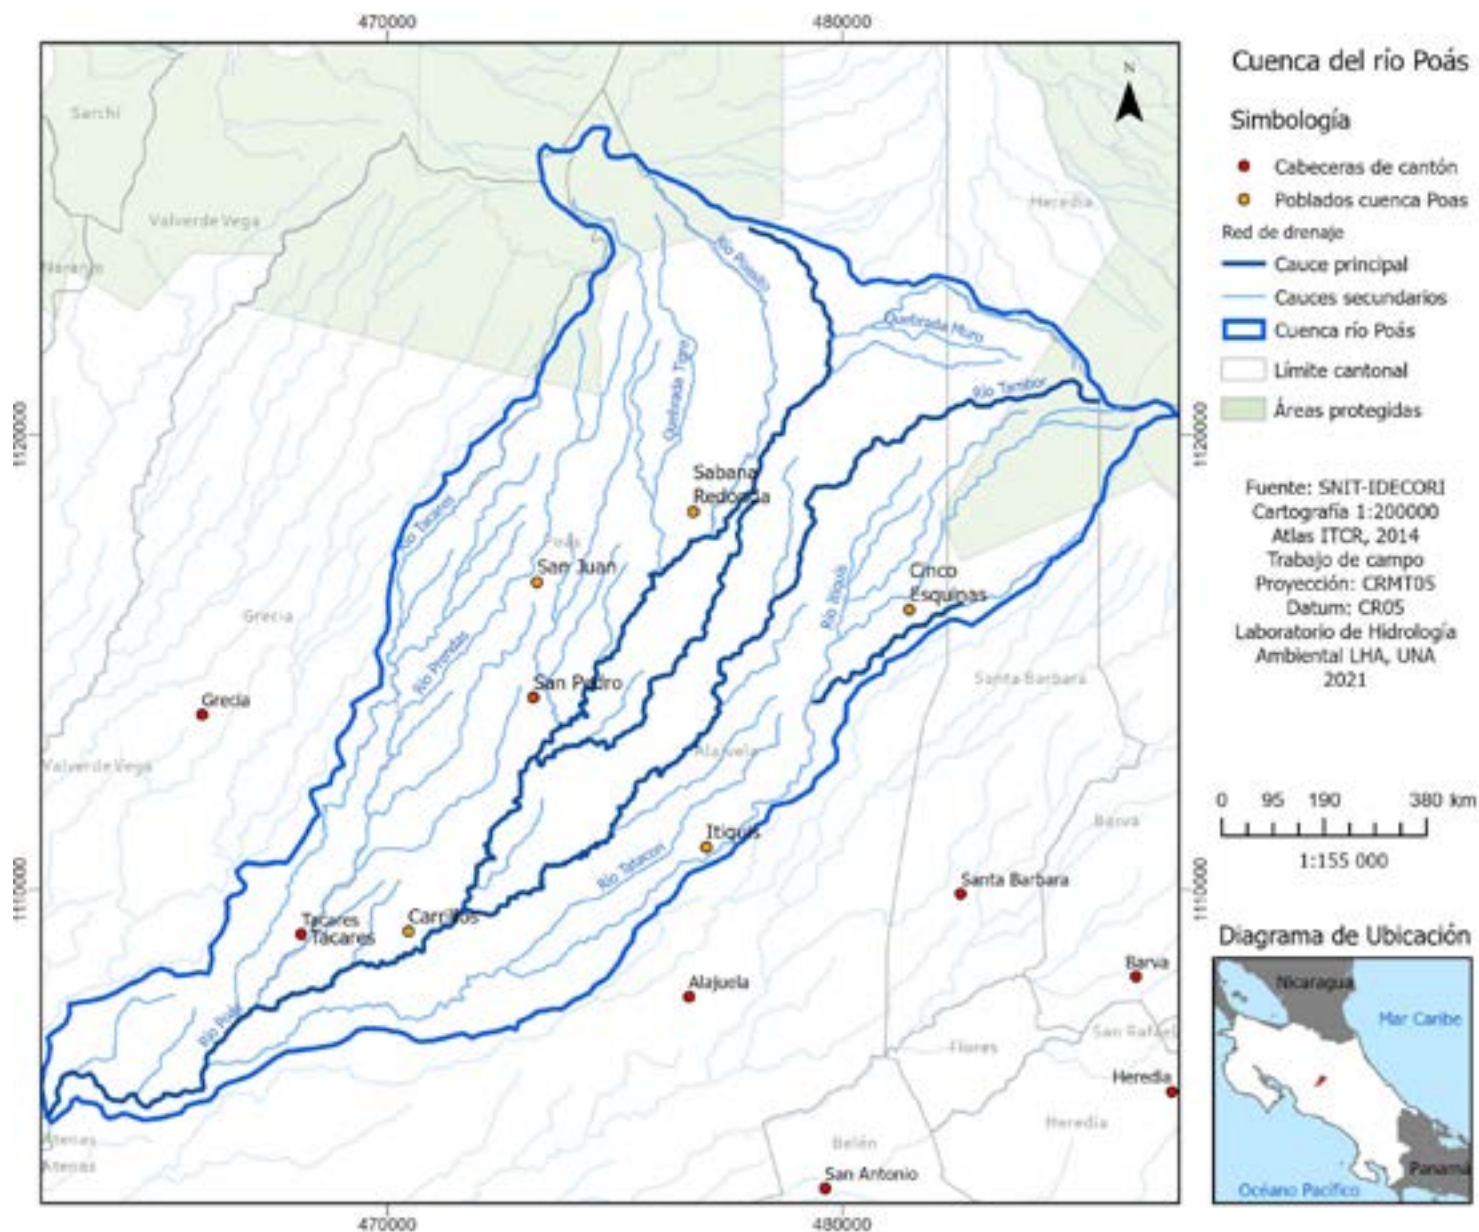 470000
480000
Cuenca del río Poás
Simbología
Cabeceras de cantón
Poblados cuenca Poas
Red de drenaje
Cauce principal
Cauces secundarios
Cuenca río Poás
Límite cantonal
Áreas protegidas
Fuente: SNIT-IDECORI
Cartografía 1:200000
Atlas ITCR, 2014
Trabajo de campo
Proyección: CRMT05
Datum: CR05
Laboratorio de Hidrología
Ambiental LHA, UNA
2021
0 95 190 380 km
1:155 000
Diagrama de Ubicación
Nicaragua
Mar Caribe
Panamá
Océano Pacífico
N
Sarchí
Valverde Vega
Naranjo
Heredia
Río Poasito
Quebrada Muro
Quebrada Tigre
Río Tambor
1120000
1120000
Sabana
Redonda
Río Tacares
Poás
San Juan
Cinco
Esquinas
Río Itiquís
Grecia
Río Prendas
Santa Barbara
San Pedro
Grecia
Valverde Vega
Alajuela
Barva
Itiquis
1110000
1110000
Santa Barbara
Tacares
Tacares
Carrillos
Barva
Alajuela
San Rafael
Río Poás
Flores
Heredia
Heredia
Atenas
Atenas
Belén
San Antonio
470000
480000